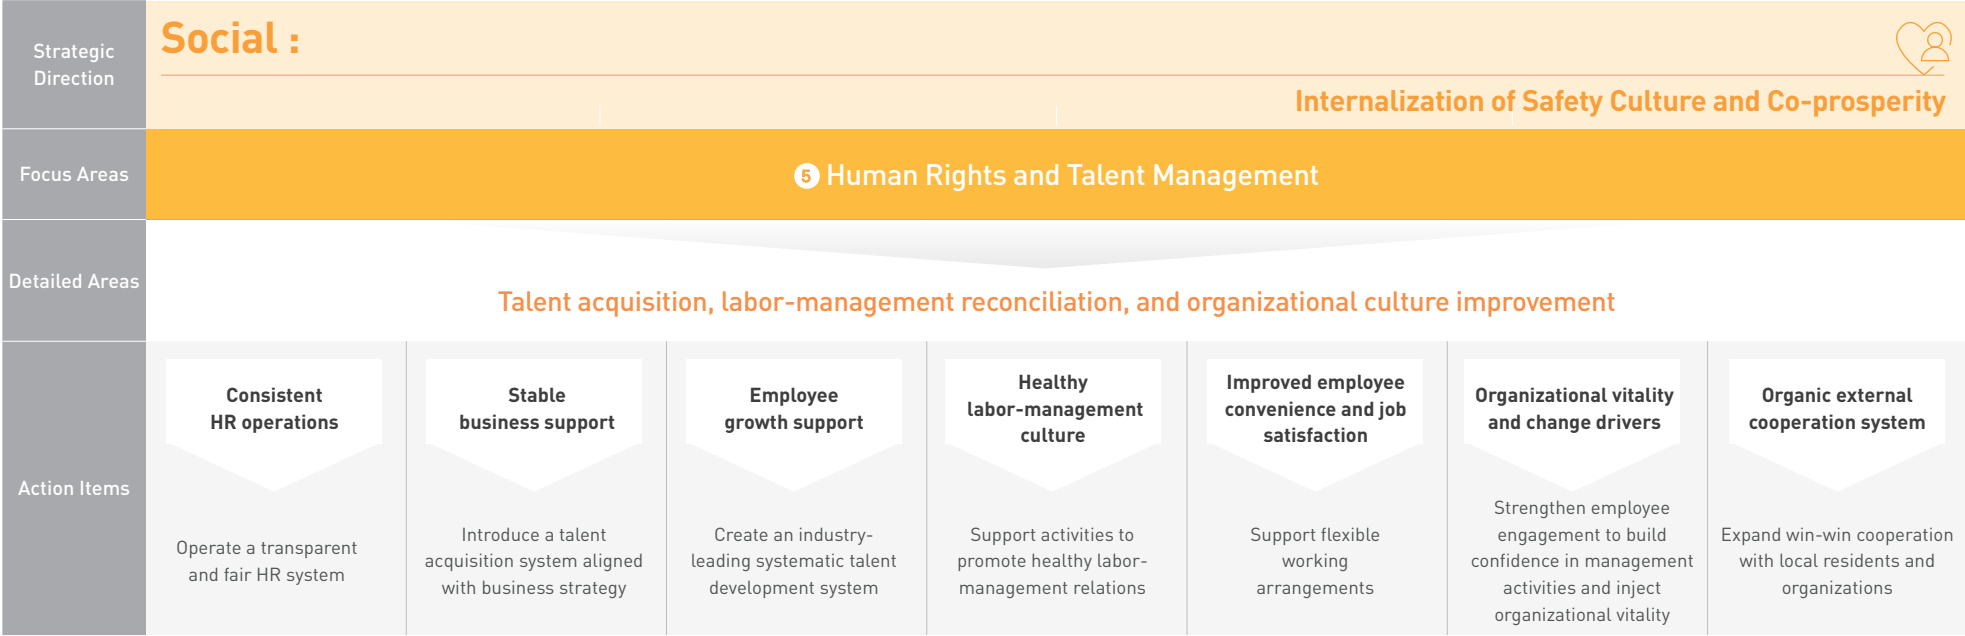 Strategic
Direction
Social :
Internalization of Safety Culture and Co-prosperity
Focus Areas
5 Human Rights and Talent Management
Detailed Areas
Talent acquisition, labor-management reconciliation, and organizational culture improvement
Action Items
Consistent
HR operations
Operate a transparent
and fair HR system
Stable
business support
Introduce a talent
acquisition system aligned
with business strategy
Employee
growth support
Create an industry-
leading systematic talent
development system
Healthy
labor-management
culture
Support activities to
promote healthy labor-
management relations
Improved employee
convenience and job
satisfaction
Support flexible
working
arrangements
Organizational vitality
and change drivers
Strengthen employee
engagement to build
confidence in management
activities and inject
organizational vitality
Organic external
cooperation system
Expand win-win cooperation
with local residents and
organizations